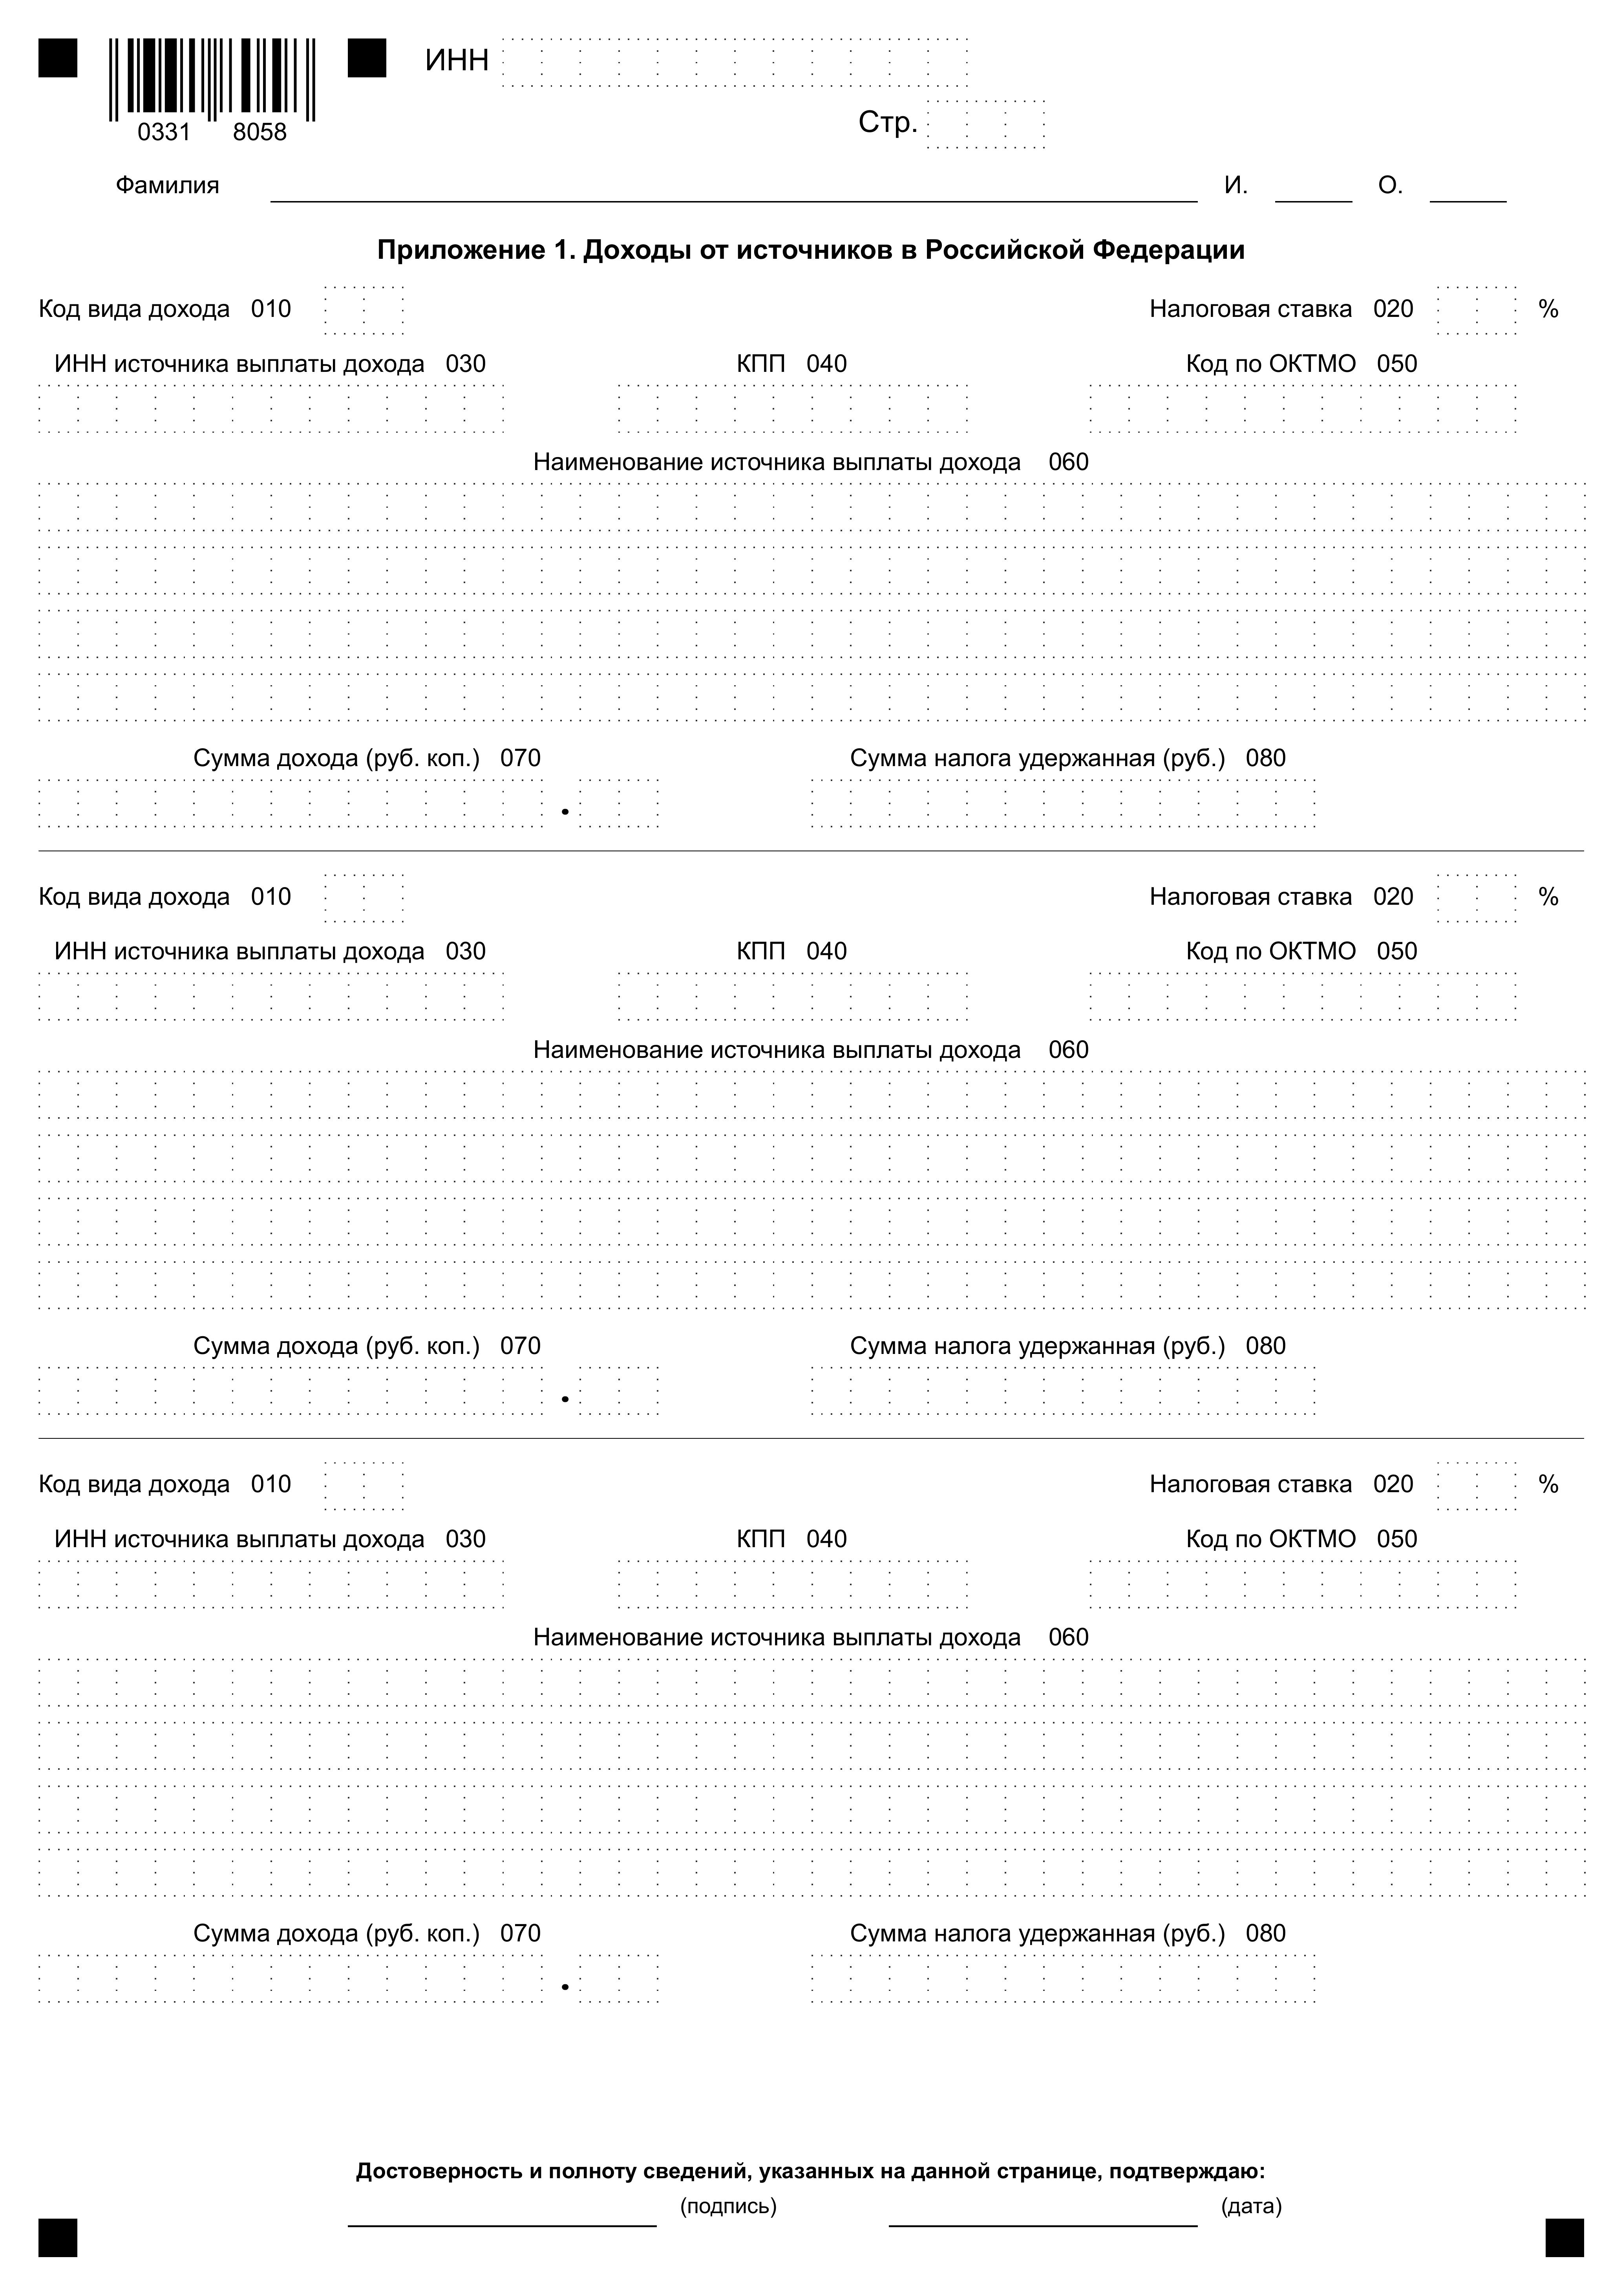 ИНН
0331 8058
Стр.
Фамилия И. О.
Приложение 1. Доходы от источников в Российской Федерации
Код вида дохода 010 Налоговая ставка 020 %
ИНН источника выплаты дохода 030 КПП 040 Код по ОКТМО 050
Наименование источника выплаты дохода 060
Сумма дохода (руб. коп.) 070 Сумма налога удержанная (руб.) 080
.
Код вида дохода 010 Налоговая ставка 020 %
ИНН источника выплаты дохода 030 КПП 040 Код по ОКТМО 050
Наименование источника выплаты дохода 060
Сумма дохода (руб. коп.) 070 Сумма налога удержанная (руб.) 080
.
Код вида дохода 010 Налоговая ставка 020 %
ИНН источника выплаты дохода 030 КПП 040 Код по ОКТМО 050
Наименование источника выплаты дохода 060
Сумма дохода (руб. коп.) 070 Сумма налога удержанная (руб.) 080
.
Достоверность и полноту сведений, указанных на данной странице, подтверждаю:
(подпись) (дата)